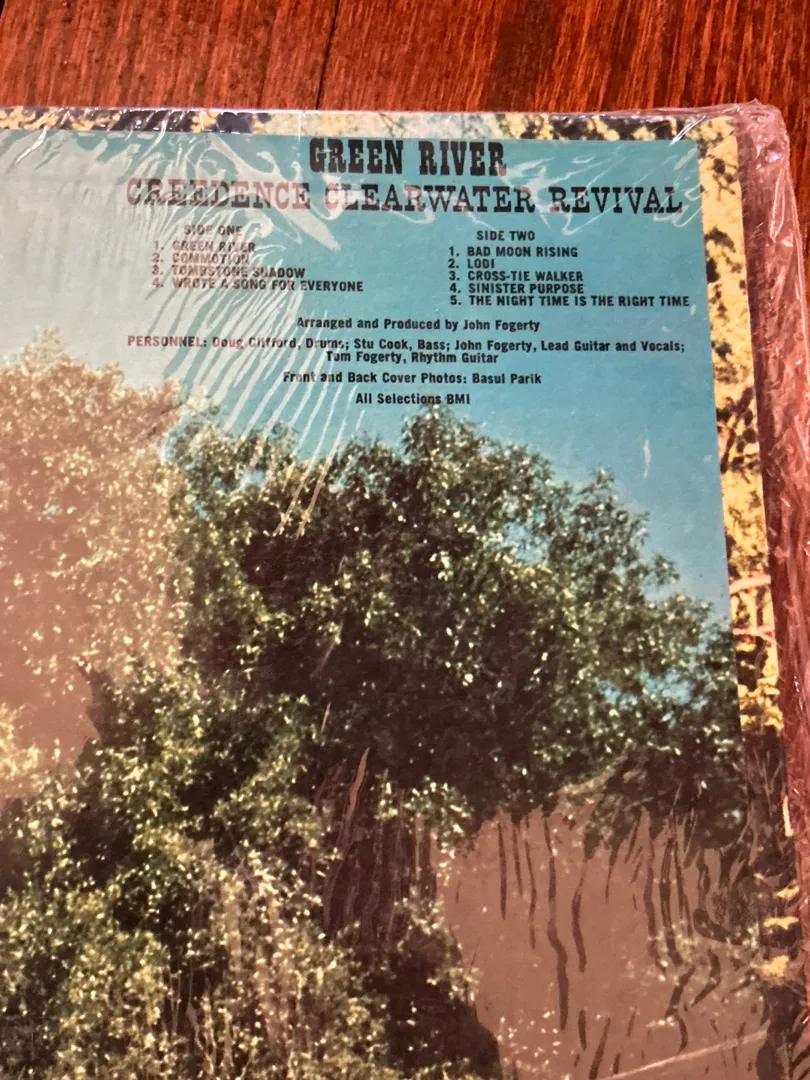 GREEN RIVER
CREEDENCE CLEARWATER REVIVAL
SIDE ONE
1. GREEN RIVER
2. COMMOTION
3. TOMBSTONE SHADOW
4. WROTE A SONG FOR EVERYONE
SIDE TWO
1. BAD MOON RISING
2. LODI
3. CROSS-TIE WALKER
4. SINISTER PURPOSE
5. THE NIGHT TIME IS THE RIGHT TIME
Arranged and Produced by John Fogerty
PERSONNEL: Doug Clifford, Drums; Stu Cook, Bass; John Fogerty, Lead Guitar and Vocals;
Tom Fogerty, Rhythm Guitar
Front and Back Cover Photos: Basul Parik
All Selections BMI